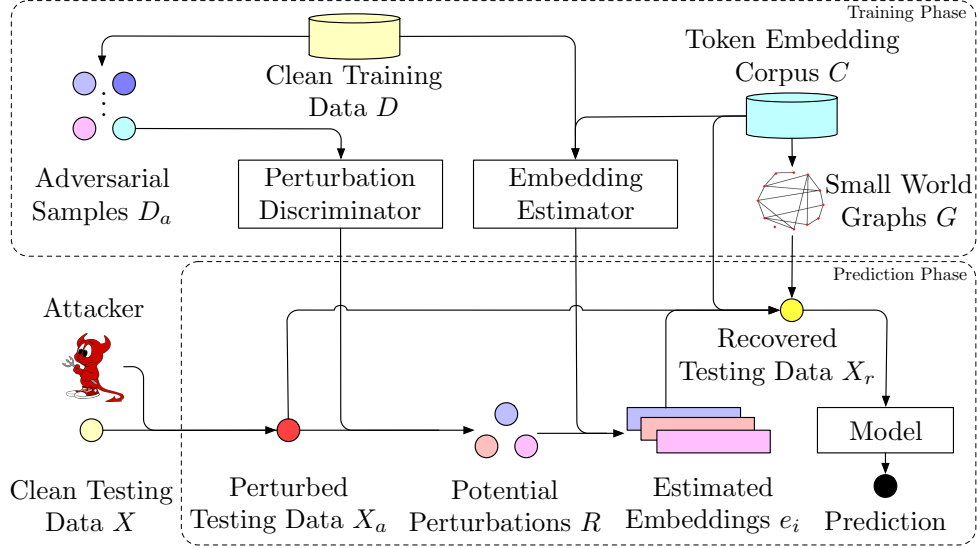 Training Phase
Clean Training
Data D
Token Embedding
Corpus C
Adversarial
Samples Dₐ
Perturbation
Discriminator
Embedding
Estimator
Small World
Graphs G
Prediction Phase
Attacker
Recovered
Testing Data Xᵣ
Model
Clean Testing
Data X
Perturbed
Testing Data Xₐ
Potential
Perturbations R
Estimated
Embeddings eᵢ
Prediction